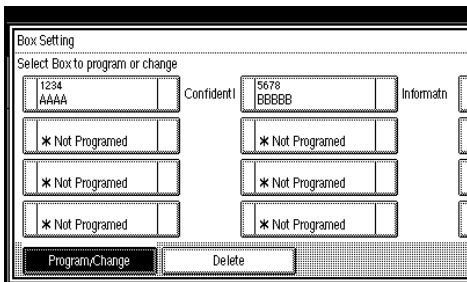 Box Setting
Select Box to program or change
1234
AAAA
Confidentl
5678
BBBBB
Informatn
* Not Programed
* Not Programed
* Not Programed
* Not Programed
* Not Programed
* Not Programed
Program/Change
Delete